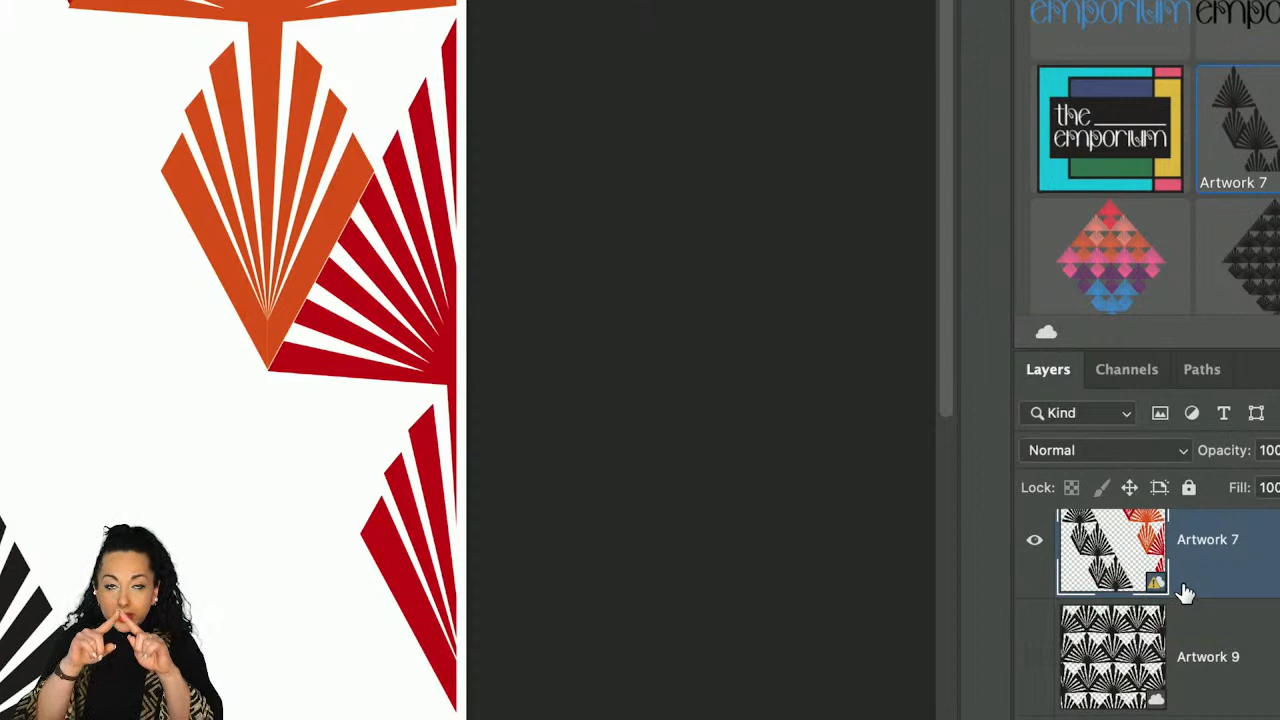 emporium
the
emporium
Artwork 7
Layers Channels Paths
Kind
Normal Opacity: 100
Lock: Fill: 100
Artwork 7
Artwork 9